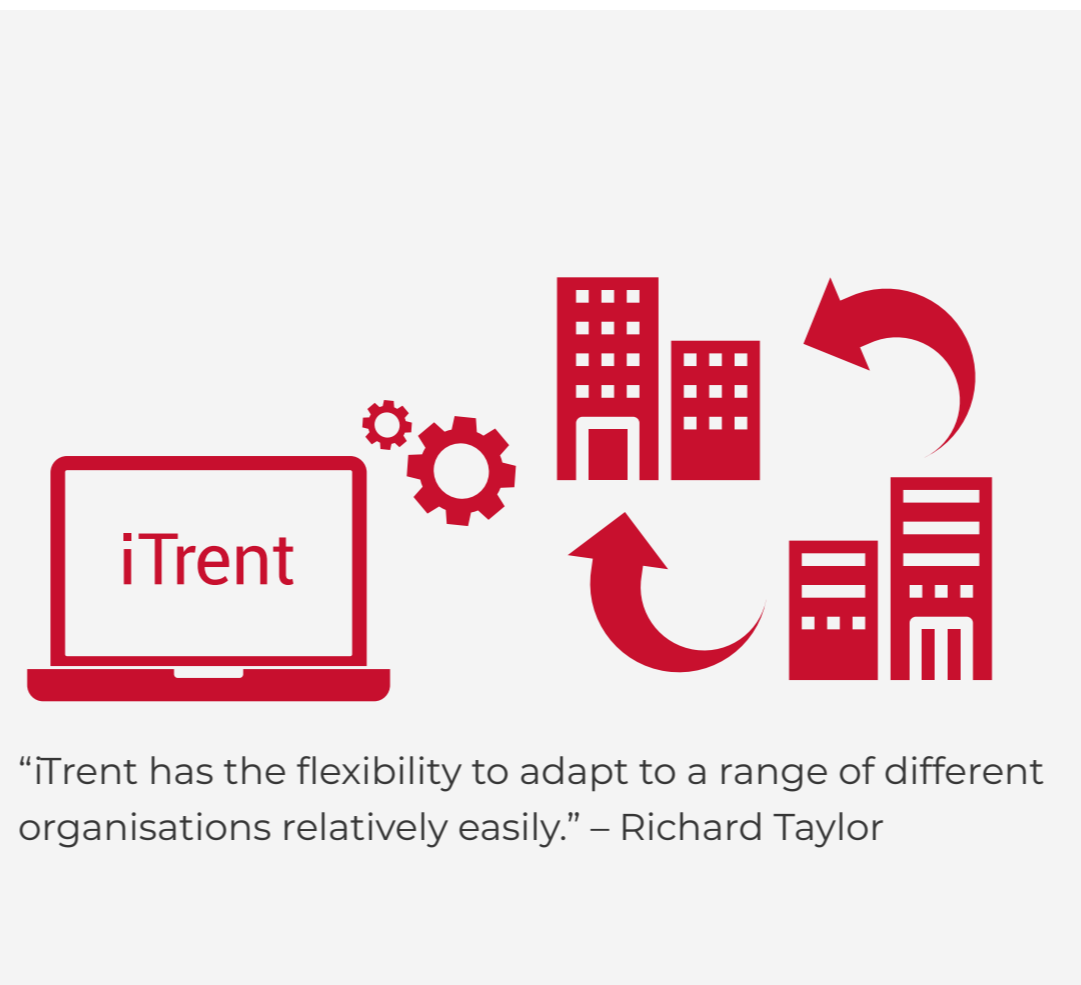 iTrent
“iTrent has the flexibility to adapt to a range of different
organisations relatively easily.” – Richard Taylor